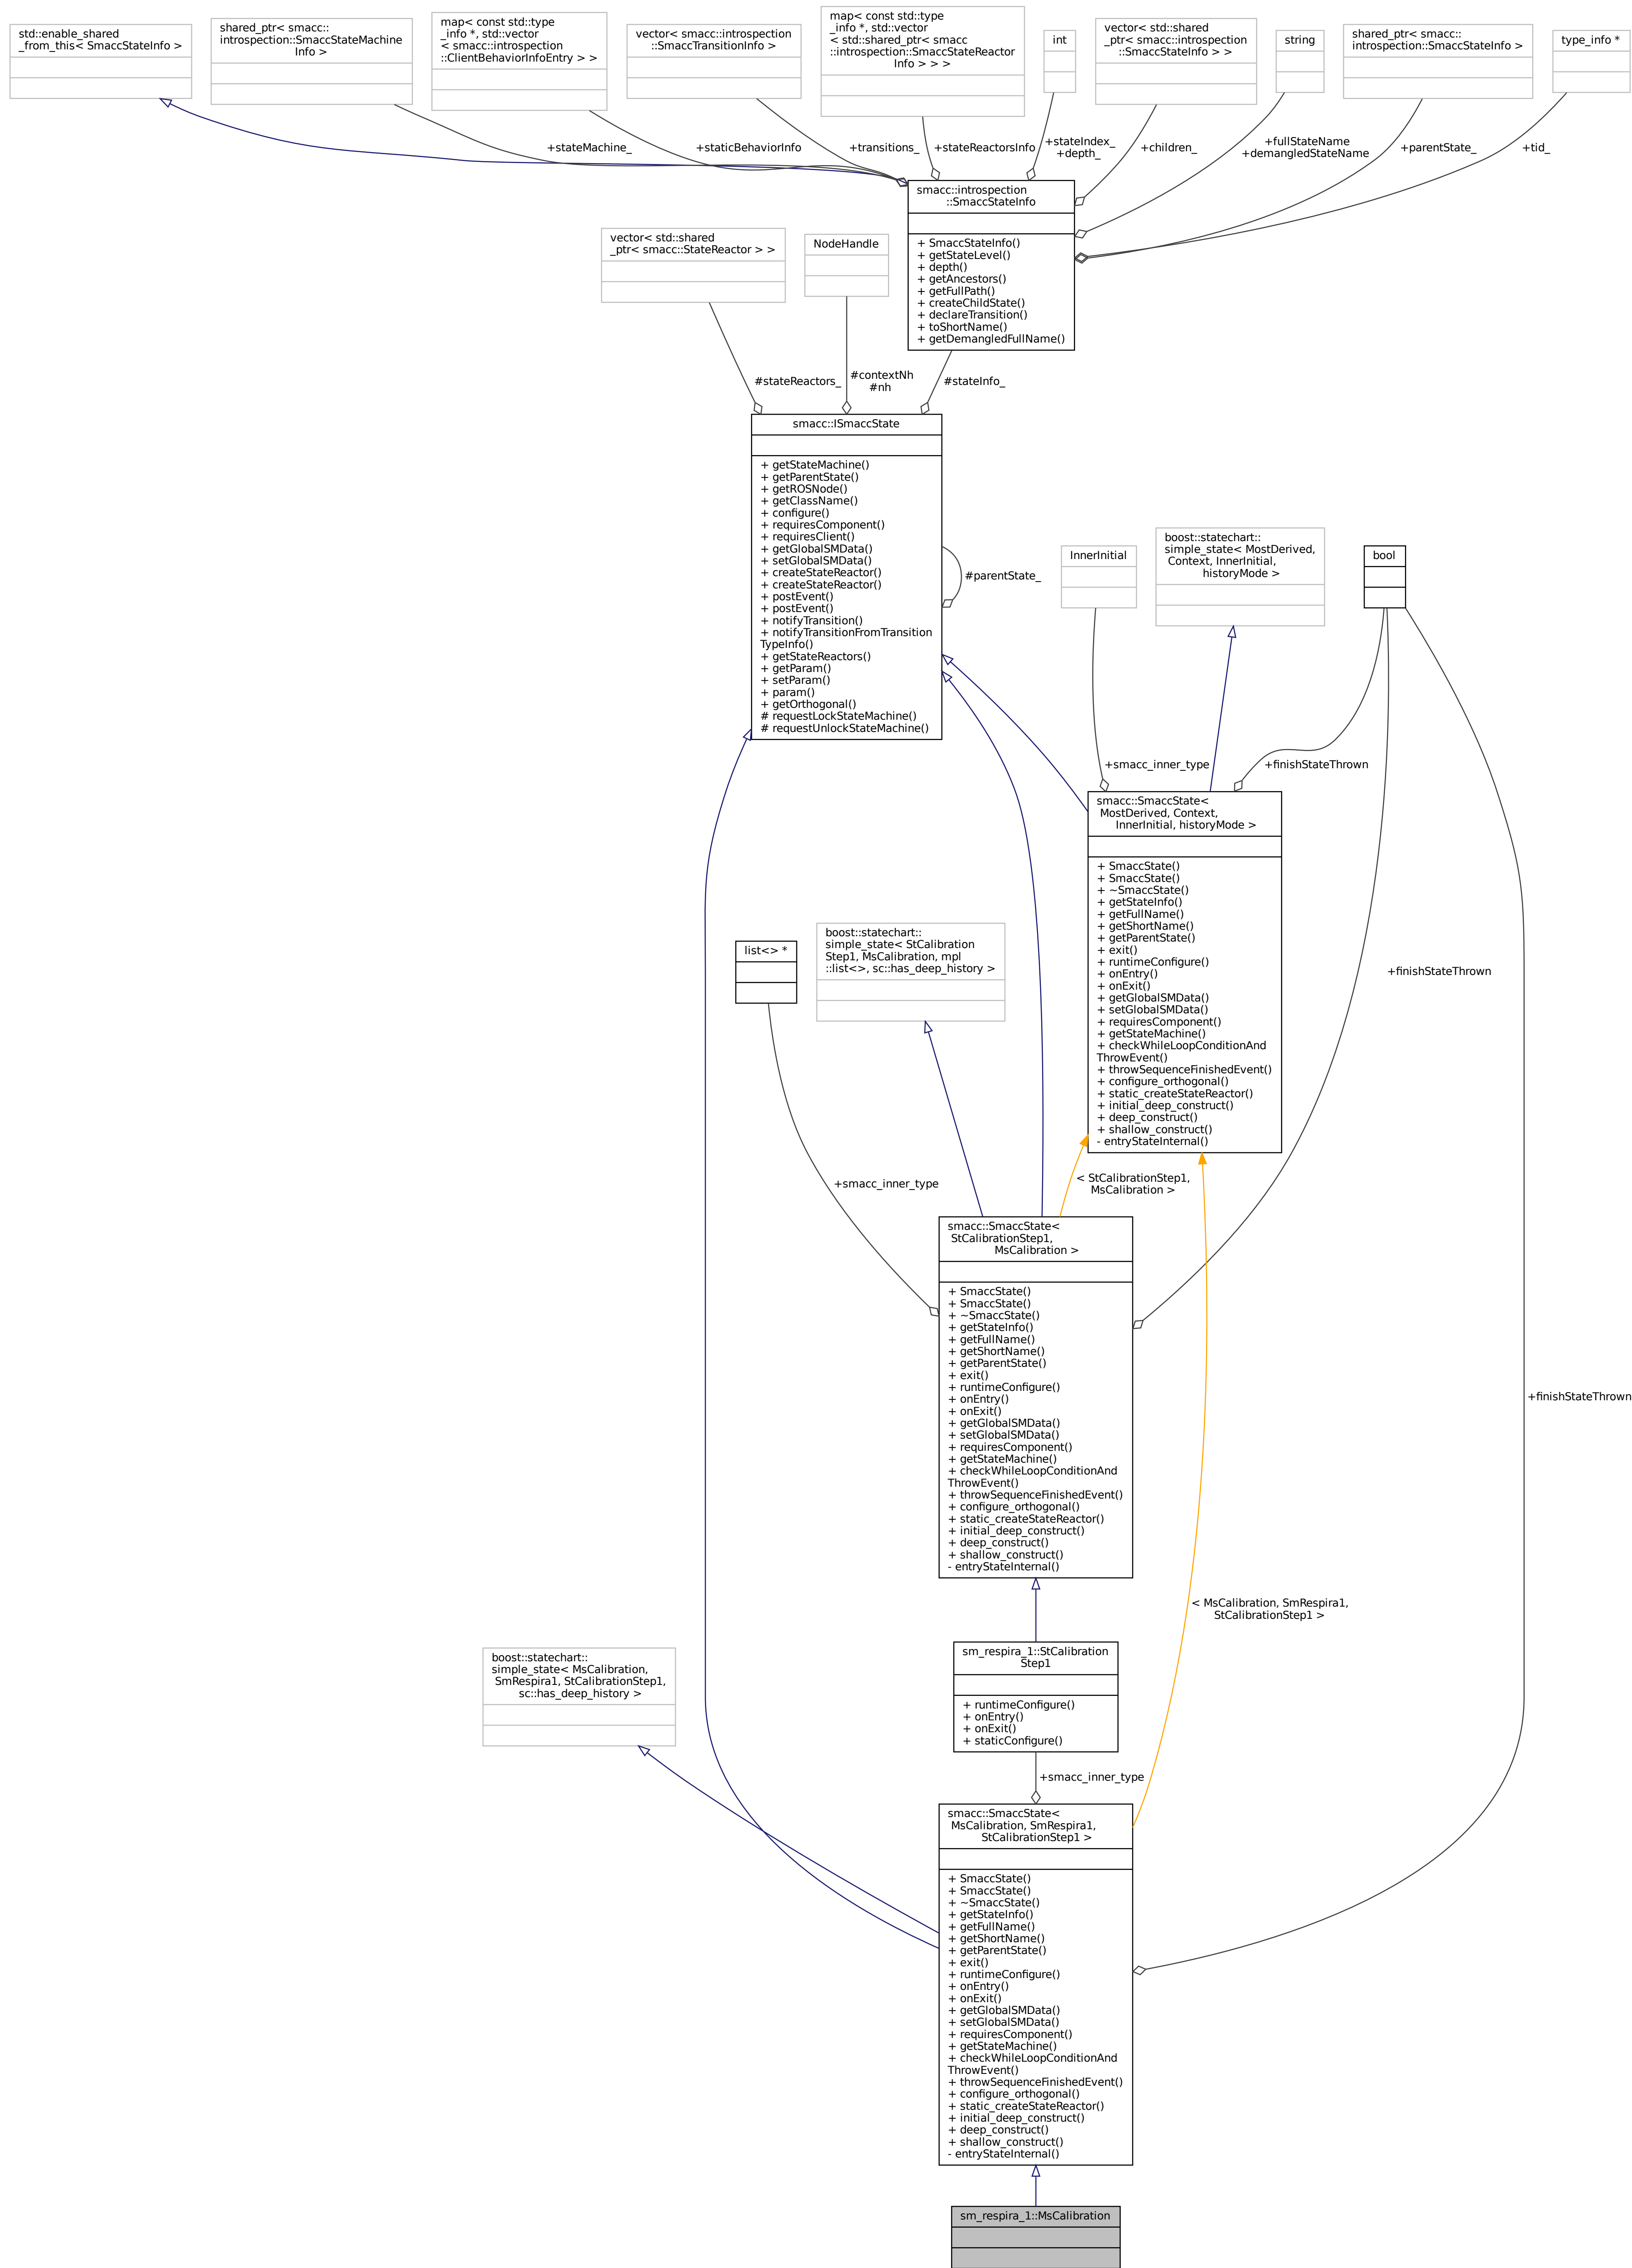 std::enable_shared
_from_this< SmaccStateInfo >
shared_ptr< smacc::
introspection::SmaccStateMachine
Info >
map< const std::type
_info *, std::vector
< smacc::introspection
::ClientBehaviorInfoEntry > >
vector< smacc::introspection
::SmaccTransitionInfo >
map< const std::type
_info *, std::vector
< std::shared_ptr< smacc
::introspection::SmaccStateReactor
Info > > >
int
vector< std::shared
_ptr< smacc::introspection
::SmaccStateInfo > >
string
shared_ptr< smacc::
introspection::SmaccStateInfo >
type_info *
+stateMachine_
+staticBehaviorInfo
+transitions_
+stateReactorsInfo
+stateIndex_
+depth_
+children_
+fullStateName
+demangledStateName
+parentState_
+tid_
smacc::introspection
::SmaccStateInfo
+ SmaccStateInfo()
+ getStateLevel()
+ depth()
+ getAncestors()
+ getFullPath()
+ createChildState()
+ declareTransition()
+ toShortName()
+ getDemangledFullName()
vector< std::shared
_ptr< smacc::StateReactor > >
NodeHandle
#stateReactors_
#contextNh
#nh
#stateInfo_
smacc::ISmaccState
+ getStateMachine()
+ getParentState()
+ getROSNode()
+ getClassName()
+ configure()
+ requiresComponent()
+ requiresClient()
+ getGlobalSMData()
+ setGlobalSMData()
+ createStateReactor()
+ createStateReactor()
+ postEvent()
+ postEvent()
+ notifyTransition()
+ notifyTransitionFromTransition
TypeInfo()
+ getStateReactors()
+ getParam()
+ setParam()
+ param()
+ getOrthogonal()
# requestLockStateMachine()
# requestUnlockStateMachine()
#parentState_
InnerInitial
boost::statechart::
simple_state< MostDerived,
Context, InnerInitial,
historyMode >
bool
+smacc_inner_type
+finishStateThrown
smacc::SmaccState<
MostDerived, Context,
InnerInitial, historyMode >
+ SmaccState()
+ SmaccState()
+ ~SmaccState()
+ getStateInfo()
+ getFullName()
+ getShortName()
+ getParentState()
+ exit()
+ runtimeConfigure()
+ onEntry()
+ onExit()
+ getGlobalSMData()
+ setGlobalSMData()
+ requiresComponent()
+ getStateMachine()
+ checkWhileLoopConditionAnd
ThrowEvent()
+ throwSequenceFinishedEvent()
+ configure_orthogonal()
+ static_createStateReactor()
+ initial_deep_construct()
+ deep_construct()
+ shallow_construct()
- entryStateInternal()
list<> *
boost::statechart::
simple_state< StCalibration
Step1, MsCalibration, mpl
::list<>, sc::has_deep_history >
+finishStateThrown
+smacc_inner_type
< StCalibrationStep1,
MsCalibration >
smacc::SmaccState<
StCalibrationStep1,
MsCalibration >
+ SmaccState()
+ SmaccState()
+ ~SmaccState()
+ getStateInfo()
+ getFullName()
+ getShortName()
+ getParentState()
+ exit()
+ runtimeConfigure()
+ onEntry()
+ onExit()
+ getGlobalSMData()
+ setGlobalSMData()
+ requiresComponent()
+ getStateMachine()
+ checkWhileLoopConditionAnd
ThrowEvent()
+ throwSequenceFinishedEvent()
+ configure_orthogonal()
+ static_createStateReactor()
+ initial_deep_construct()
+ deep_construct()
+ shallow_construct()
- entryStateInternal()
+finishStateThrown
< MsCalibration, SmRespira1,
StCalibrationStep1 >
boost::statechart::
simple_state< MsCalibration,
SmRespira1, StCalibrationStep1,
sc::has_deep_history >
sm_respira_1::StCalibration
Step1
+ runtimeConfigure()
+ onEntry()
+ onExit()
+ staticConfigure()
+smacc_inner_type
smacc::SmaccState<
MsCalibration, SmRespira1,
StCalibrationStep1 >
+ SmaccState()
+ SmaccState()
+ ~SmaccState()
+ getStateInfo()
+ getFullName()
+ getShortName()
+ getParentState()
+ exit()
+ runtimeConfigure()
+ onEntry()
+ onExit()
+ getGlobalSMData()
+ setGlobalSMData()
+ requiresComponent()
+ getStateMachine()
+ checkWhileLoopConditionAnd
ThrowEvent()
+ throwSequenceFinishedEvent()
+ configure_orthogonal()
+ static_createStateReactor()
+ initial_deep_construct()
+ deep_construct()
+ shallow_construct()
- entryStateInternal()
sm_respira_1::MsCalibration